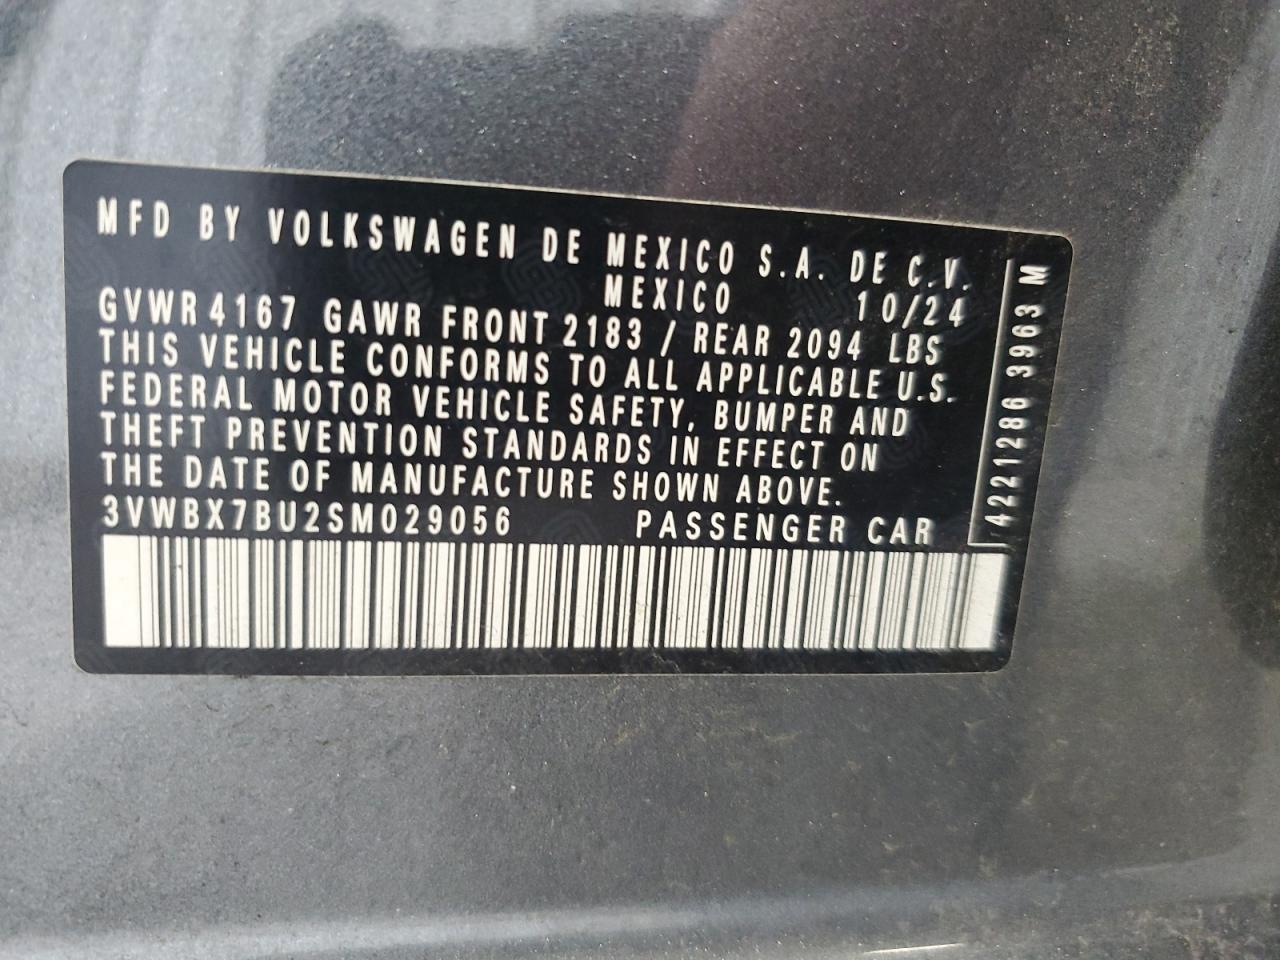 MFD BY VOLKSWAGEN DE MEXICO S.A. DE C.V.
MEXICO 10/24
GVWR 4167 GAWR FRONT 2183 / REAR 2094 LBS
THIS VEHICLE CONFORMS TO ALL APPLICABLE U.S.
FEDERAL MOTOR VEHICLE SAFETY, BUMPER AND
THEFT PREVENTION STANDARDS IN EFFECT ON
THE DATE OF MANUFACTURE SHOWN ABOVE.
3VWBX7BU2SM029056 PASSENGER CAR
4221286 3963 M